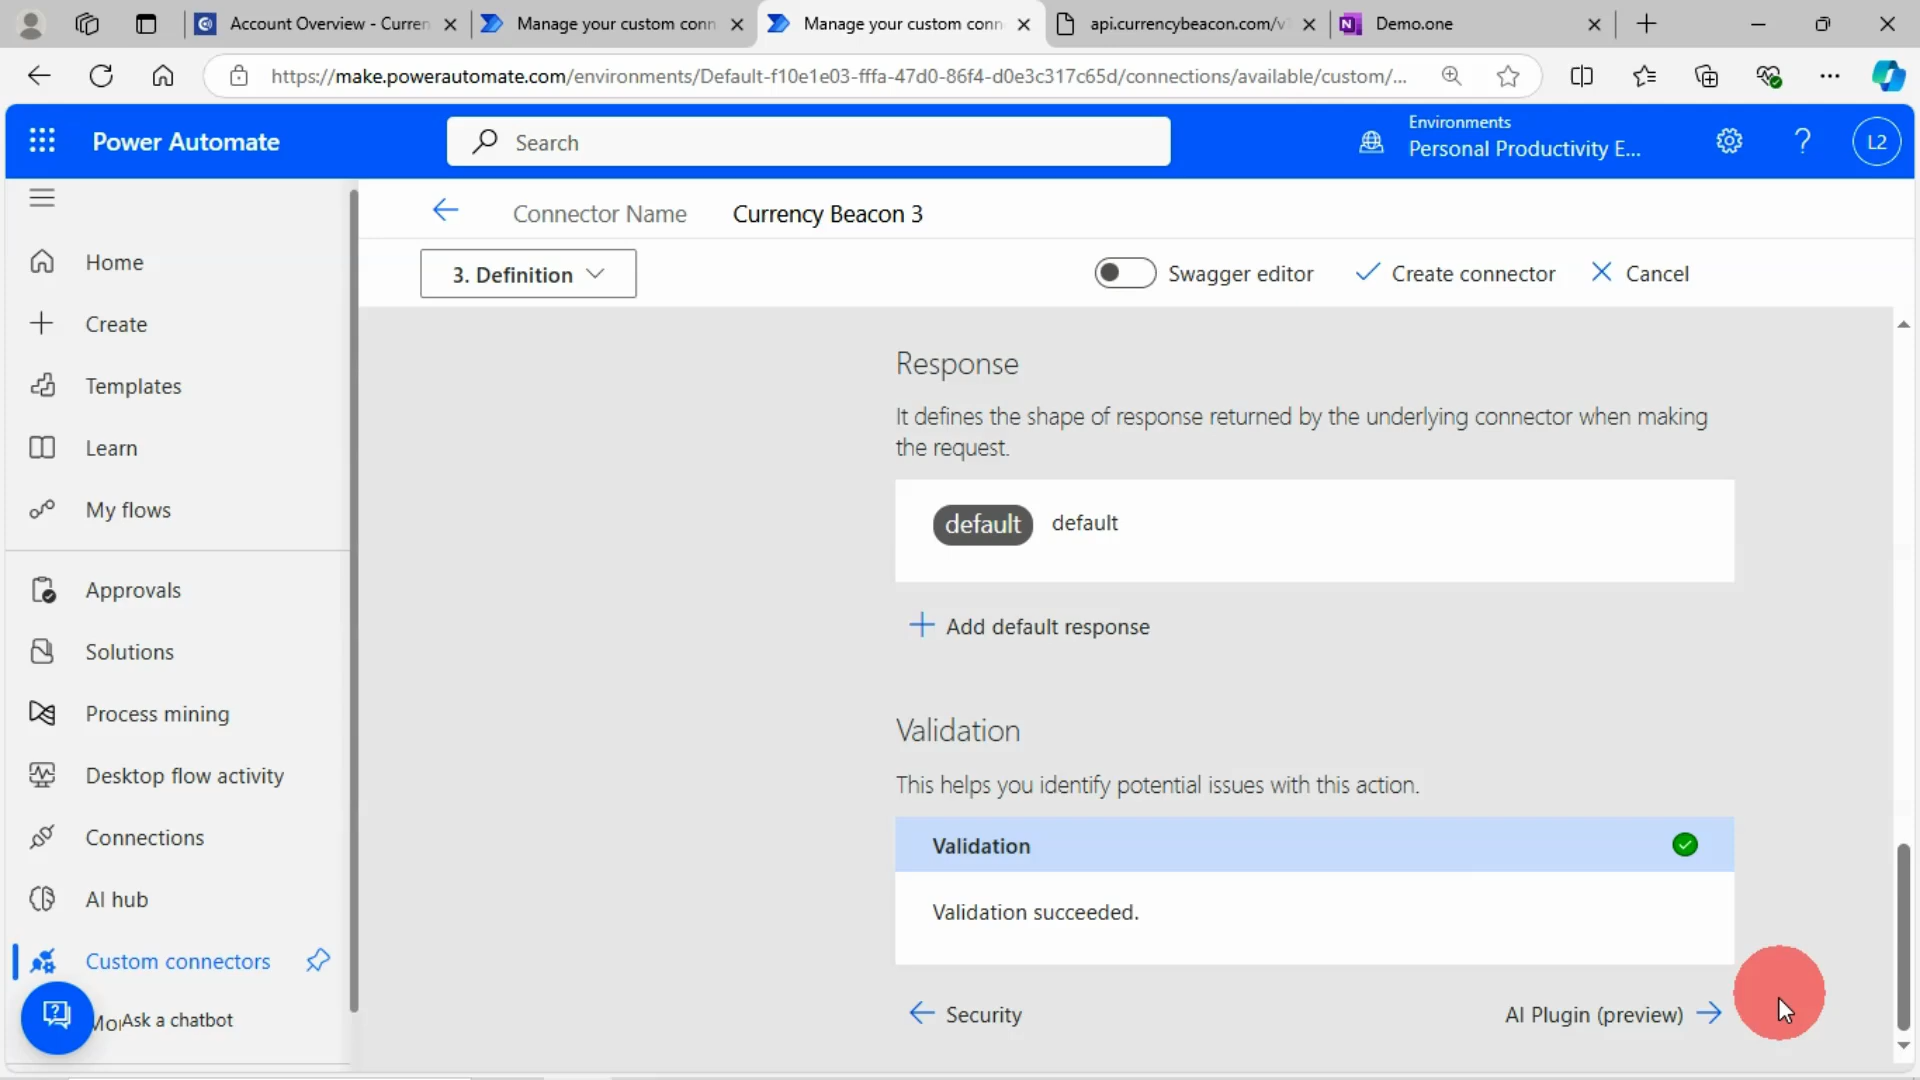 Account Overview - Curren
Manage your custom conn
Manage your custom conn
api.currencybeacon.com/v
Demo.one
https://make.powerautomate.com/environments/Default-f10e1e03-fffa-47d0-86f4-d0e3c317c65d/connections/available/custom/...
Power Automate
Search
Environments
Personal Productivity E...
?
L2
Connector Name
Currency Beacon 3
3. Definition
Swagger editor
Create connector
Cancel
Home
Create
Templates
Learn
My flows
Approvals
Solutions
Process mining
Desktop flow activity
Connections
AI hub
Custom connectors
Ask a chatbot
Response
It defines the shape of response returned by the underlying connector when making
the request.
default default
Add default response
Validation
This helps you identify potential issues with this action.
Validation
Validation succeeded.
Security
AI Plugin (preview)